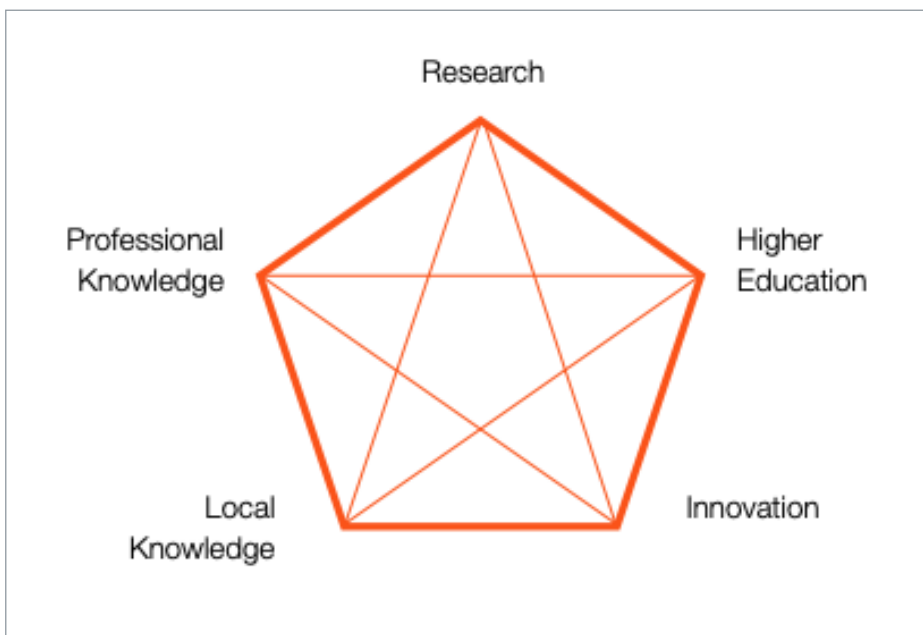 Research
Professional
Knowledge
Higher
Education
Local
Knowledge
Innovation